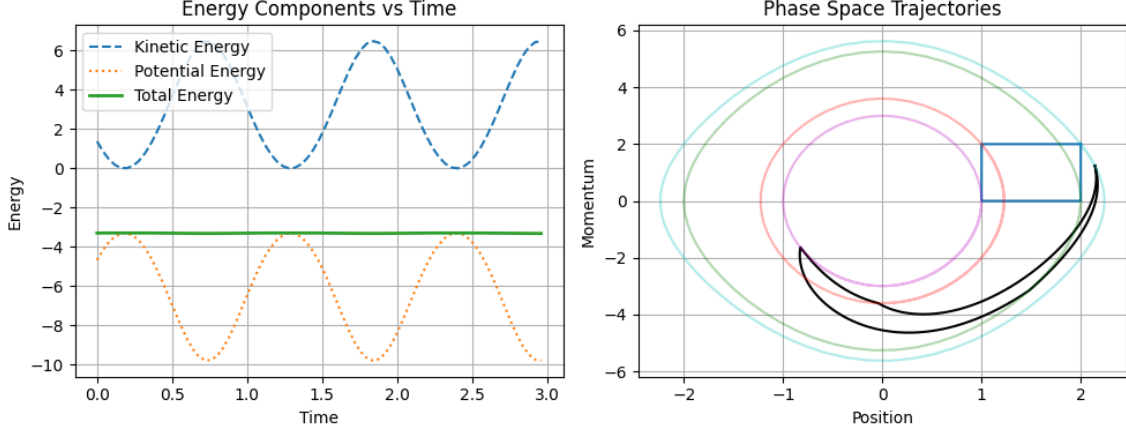 Energy Components vs Time
Kinetic Energy
Potential Energy
Total Energy
6
4
2
0
−2
−4
−6
−8
−10
Energy
0.0 0.5 1.0 1.5 2.0 2.5 3.0
Time
Phase Space Trajectories
6
4
2
0
−2
−4
−6
Momentum
−2 −1 0 1 2
Position